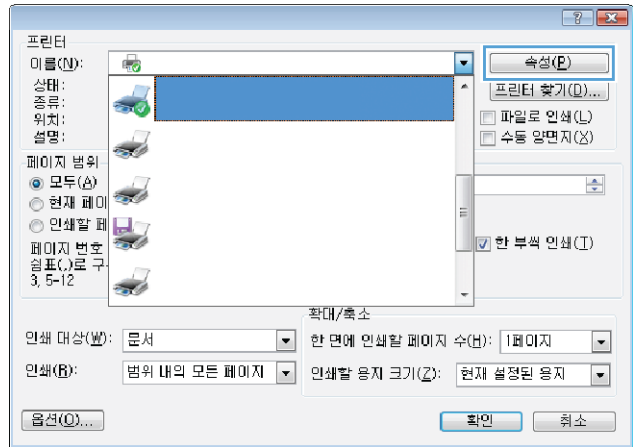 프린터
이름(N):
속성(P)
상태:
프린터 찾기(D)...
종류:
위치:
파일로 인쇄(L)
설명:
수동 양면지(X)
페이지 범위
모두(A)
현재 페이
인쇄할 페
페이지 번호
한 부씩 인쇄(T)
쉼표(,)로 구
3, 5-12
확대/축소
인쇄 대상(W): 문서
한 면에 인쇄할 페이지 수(H): 1페이지
인쇄(R): 범위 내의 모든 페이지
인쇄할 용지 크기(Z): 현재 설정된 용지
옵션(O)...
확인
취소